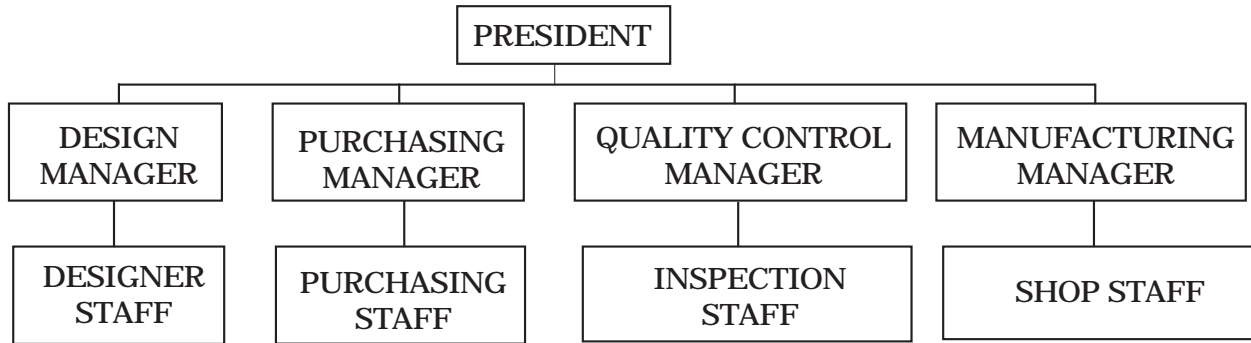 PRESIDENT
DESIGN
MANAGER
PURCHASING
MANAGER
QUALITY CONTROL
MANAGER
MANUFACTURING
MANAGER
DESIGNER
STAFF
PURCHASING
STAFF
INSPECTION
STAFF
SHOP STAFF